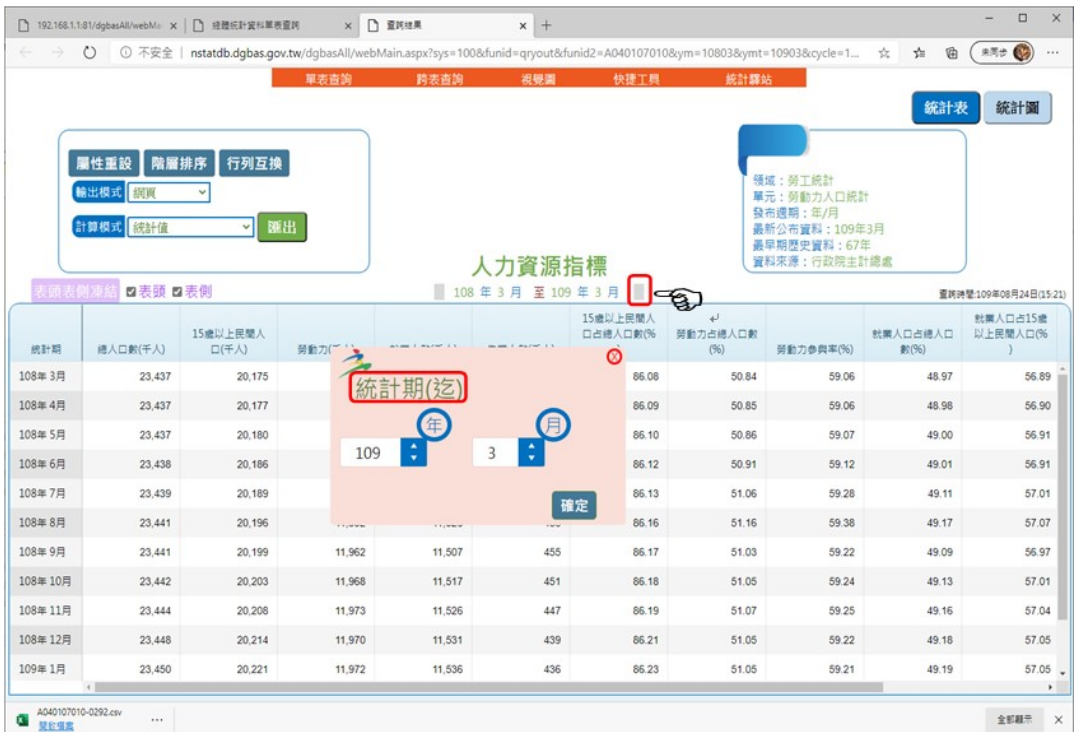 192.168.1.1:81/dgbasAll/webMa
總體統計資料單表查詢
查詢結果
不安全 nstatdb.dgbas.gov.tw/dgbasAll/webMain.aspx?sys=100&funid=qryout&funid2=A040107010&ym=10803&ymt=10903&cycle=1...
未同步
單表查詢 跨表查詢 視覺圖 快捷工具 統計驛站
統計表 統計圖
屬性重設 階層排序 行列互換
輸出模式 網頁
計算模式 統計值 匯出
領域：勞工統計
單元：勞動力人口統計
發布週期：年/月
最新公布資料：109年3月
最早期歷史資料：67年
資料來源：行政院主計總處
人力資源指標
表頭表側凍結 表頭 表側
108 年 3 月 至 109 年 3 月
查詢時間:109年08月24日(15:21)
統計期 總人口數(千人) 15歲以上民間人口(千人) 15歲以上民間人口占總人口數(%) 勞動力占總人口數(%) 勞動力參與率(%) 就業人口占總人口數(%) 就業人口占15歲以上民間人口(%)
108年 3月 23,437 20,175 86.08 50.84 59.06 48.97 56.89
108年 4月 23,437 20,177 86.09 50.85 59.06 48.98 56.90
108年 5月 23,437 20,180 86.10 50.86 59.07 49.00 56.91
108年 6月 23,438 20,186 86.12 50.91 59.12 49.01 56.91
108年 7月 23,439 20,189 86.13 51.06 59.28 49.11 57.01
108年 8月 23,441 20,196 86.16 51.16 59.38 49.17 57.07
108年 9月 23,441 20,199 11,962 11,507 455 86.17 51.03 59.22 49.09 56.97
108年 10月 23,442 20,203 11,968 11,517 451 86.18 51.05 59.24 49.13 57.01
108年 11月 23,444 20,208 11,973 11,526 447 86.19 51.07 59.25 49.16 57.04
108年 12月 23,448 20,214 11,970 11,531 439 86.21 51.05 59.22 49.18 57.05
109年 1月 23,450 20,221 11,972 11,536 436 86.23 51.05 59.21 49.19 57.05
X
統計期(迄)
年 月
109 3
確定
A040107010-0292.csv
開啟檔案
全部顯示